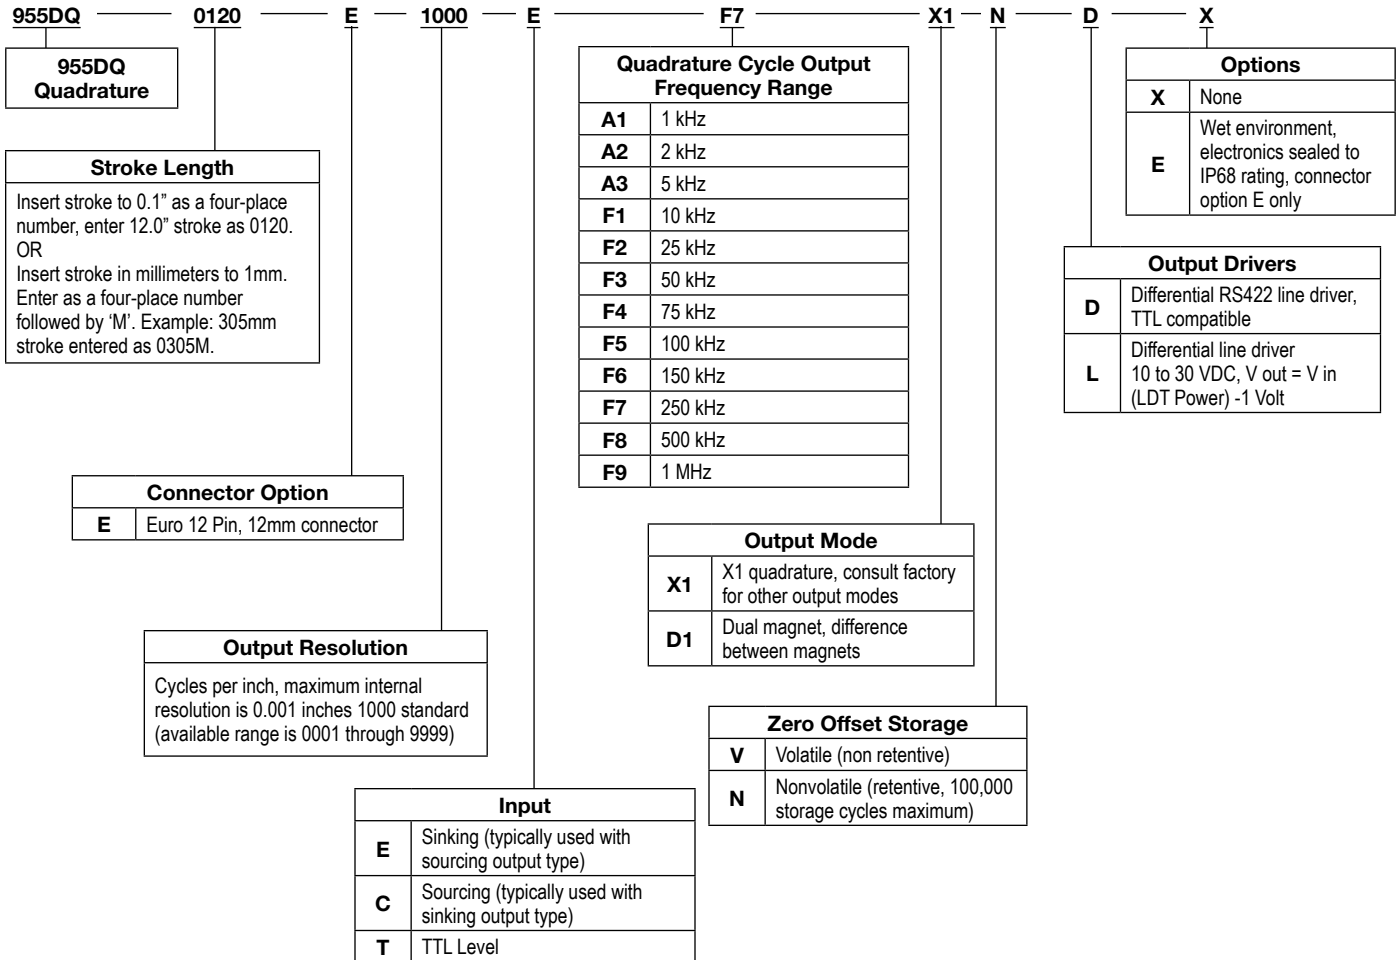 955DQ 0120 E 1000 E F7 X1 N D X
955DQ
Quadrature
Stroke Length
Insert stroke to 0.1” as a four-place
number, enter 12.0” stroke as 0120.
OR
Insert stroke in millimeters to 1mm.
Enter as a four-place number
followed by ‘M’. Example: 305mm
stroke entered as 0305M.
Connector Option
E Euro 12 Pin, 12mm connector
Output Resolution
Cycles per inch, maximum internal
resolution is 0.001 inches 1000 standard
(available range is 0001 through 9999)
Input
E Sinking (typically used with
sourcing output type)
C Sourcing (typically used with
sinking output type)
T TTL Level
Quadrature Cycle Output
Frequency Range
A1 1 kHz
A2 2 kHz
A3 5 kHz
F1 10 kHz
F2 25 kHz
F3 50 kHz
F4 75 kHz
F5 100 kHz
F6 150 kHz
F7 250 kHz
F8 500 kHz
F9 1 MHz
Output Mode
X1 X1 quadrature, consult factory
for other output modes
D1 Dual magnet, difference
between magnets
Zero Offset Storage
V Volatile (non retentive)
N Nonvolatile (retentive, 100,000
storage cycles maximum)
Output Drivers
D Differential RS422 line driver,
TTL compatible
L Differential line driver
10 to 30 VDC, V out = V in
(LDT Power) -1 Volt
Options
X None
E Wet environment,
electronics sealed to
IP68 rating, connector
option E only